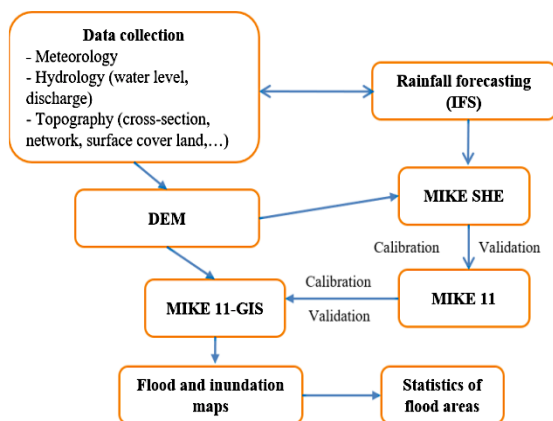 Data collection
- Meteorology
- Hydrology (water level,
discharge)
- Topography (cross-section,
network, surface cover land,...)
Rainfall forecasting
(IFS)
DEM
MIKE SHE
Calibration
Validation
MIKE 11-GIS
Calibration
Validation
MIKE 11
Flood and inundation
maps
Statistics of
flood areas